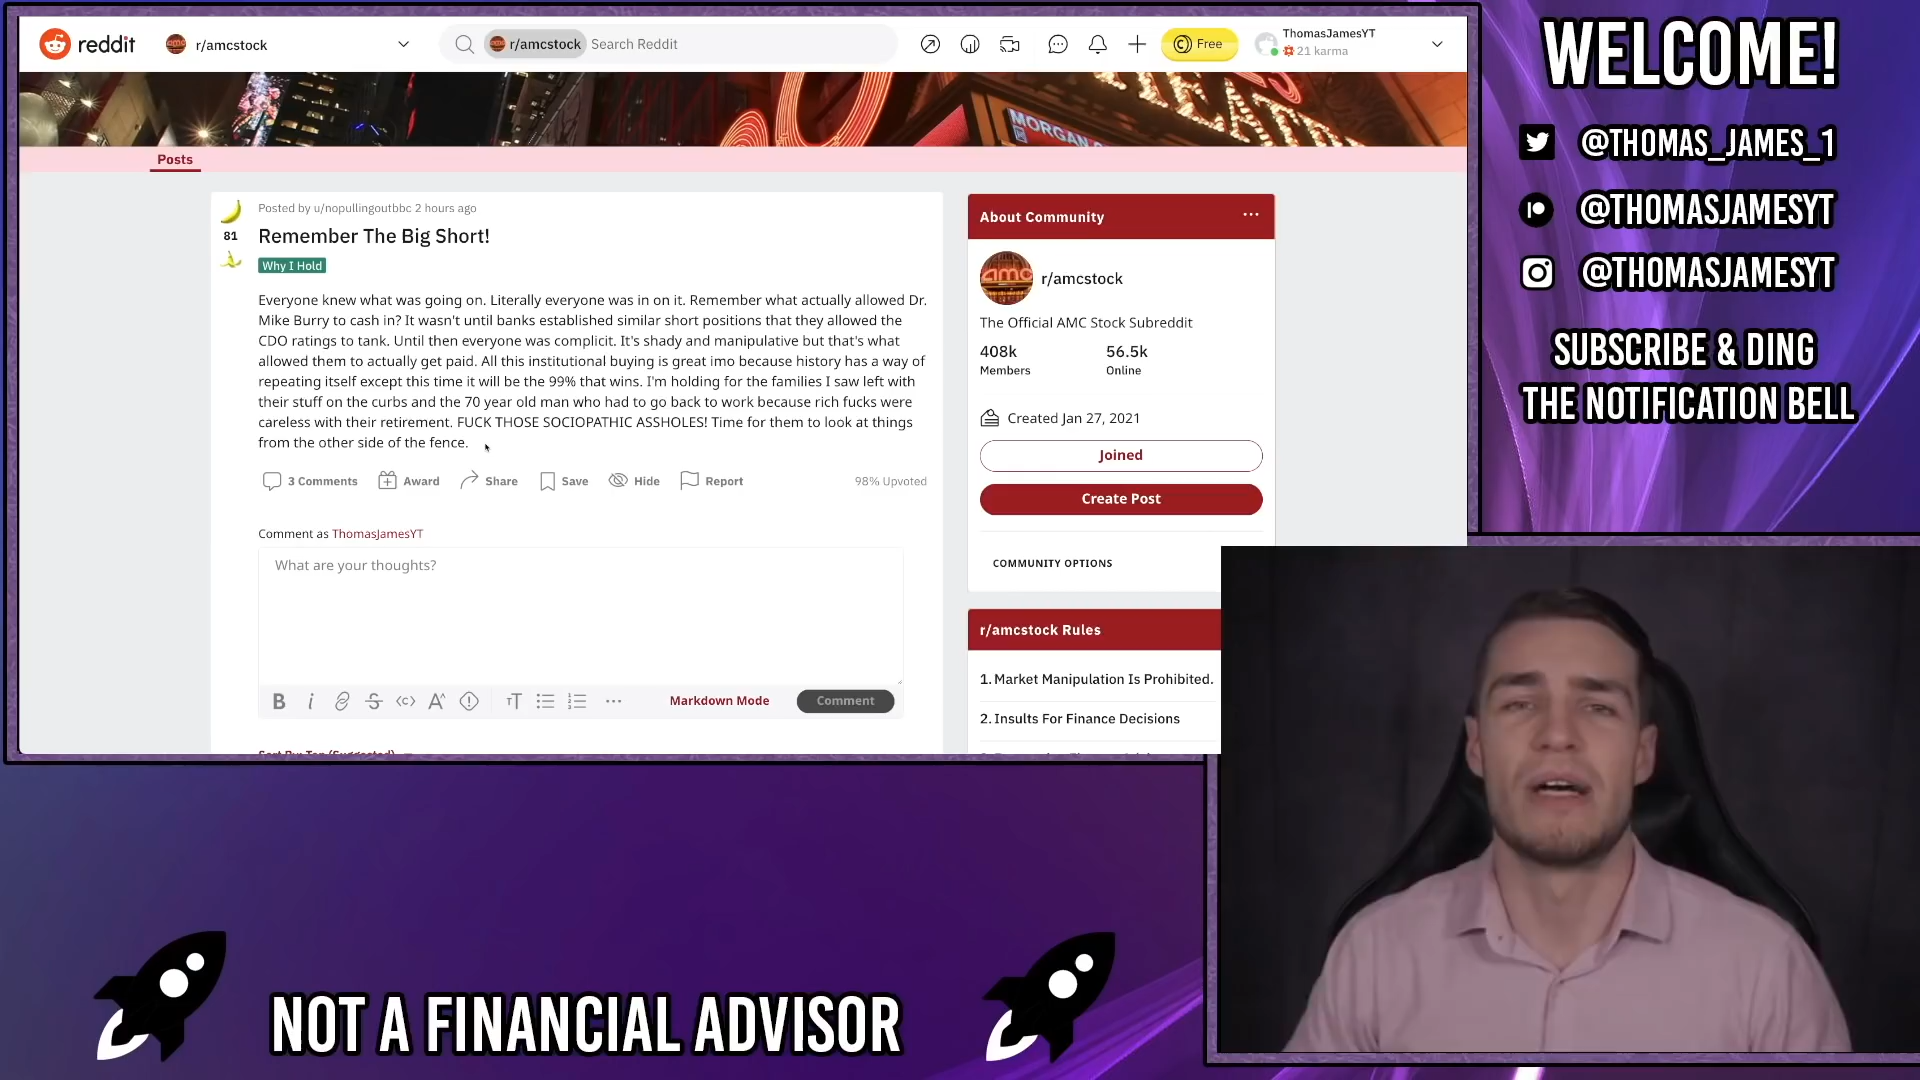 reddit
r/amcstock
r/amcstock Search Reddit
Free
ThomasJamesYT
21 karma
MORGAN
Posts
Posted by u/nopullingoutbbc 2 hours ago
81
Remember The Big Short!
Why I Hold
Everyone knew what was going on. Literally everyone was in on it. Remember what actually allowed Dr.
Mike Burry to cash in? It wasn't until banks established similar short positions that they allowed the
CDO ratings to tank. Until then everyone was complicit. It's shady and manipulative but that's what
allowed them to actually get paid. All this institutional buying is great imo because history has a way of
repeating itself except this time it will be the 99% that wins. I'm holding for the families I saw left with
their stuff on the curbs and the 70 year old man who had to go back to work because rich fucks were
careless with their retirement. FUCK THOSE SOCIOPATHIC ASSHOLES! Time for them to look at things
from the other side of the fence.
3 Comments Award Share Save Hide Report 98% Upvoted
Comment as ThomasJamesYT
What are your thoughts?
Markdown Mode
Comment
Sort By: Top (Suggested)
About Community
amc
r/amcstock
The Official AMC Stock Subreddit
408k 56.5k
Members Online
Created Jan 27, 2021
Joined
Create Post
COMMUNITY OPTIONS
r/amcstock Rules
1. Market Manipulation Is Prohibited.
2. Insults For Finance Decisions
WELCOME!
@THOMAS_JAMES_1
@THOMASJAMESYT
@THOMASJAMESYT
SUBSCRIBE & DING
THE NOTIFICATION BELL
NOT A FINANCIAL ADVISOR